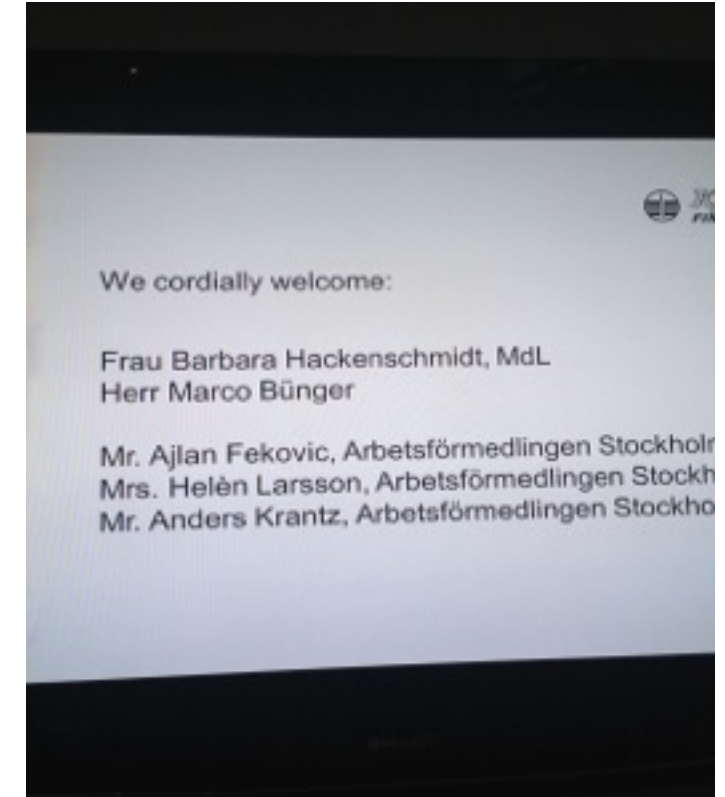 We cordially welcome:
Frau Barbara Hackenschmidt, MdL
Herr Marco Bünger
Mr. Ajlan Fekovic, Arbetsförmedlingen
Mrs. Helèn Larsson, Arbetsförmedlingen
Mr. Anders Krantz, Arbetsförmedlingen